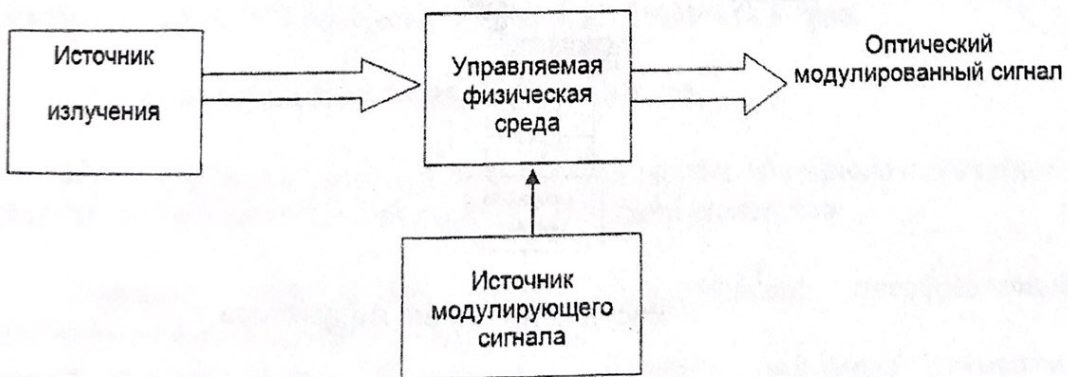 Источник
излучения
Управляемая
физическая
среда
Оптический
модулированный сигнал
Источник
модулирующего
сигнала